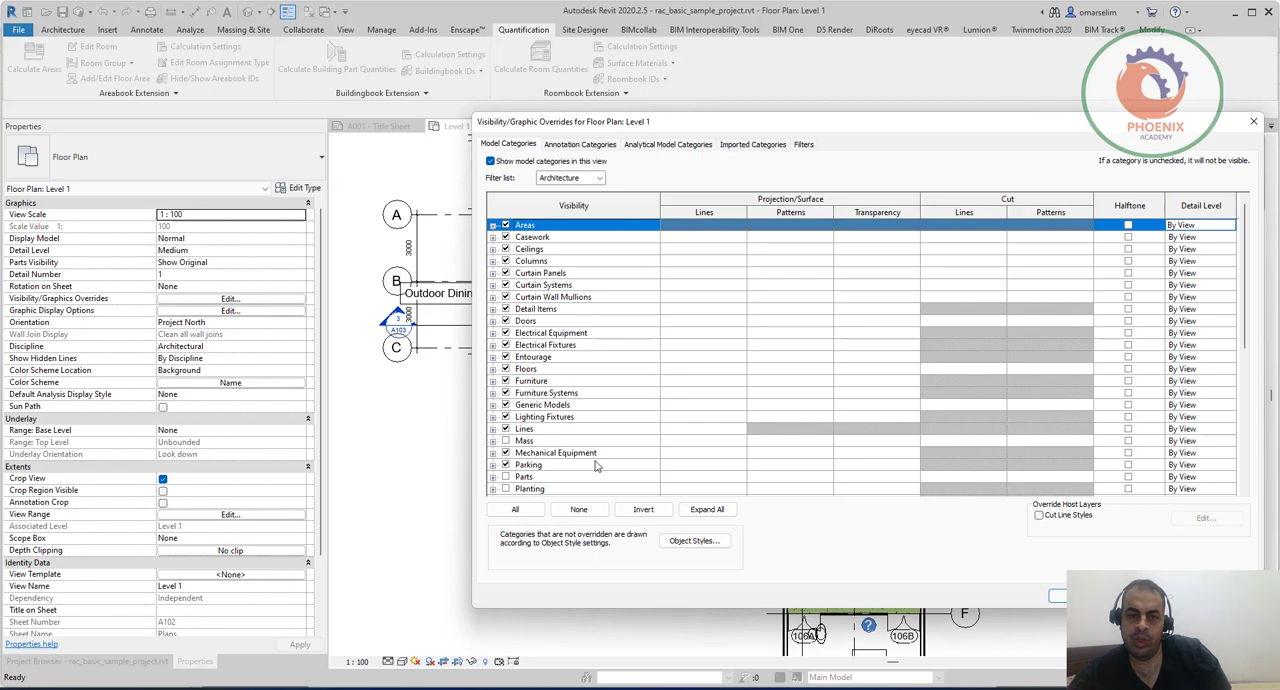 Autodesk Revit 2020.2.5 - rac_basic_sample_project.rvt - Floor Plan: Level 1
omarselim
File Architecture Insert Annotate Analyze Massing & Site Collaborate View Manage Add-Ins Enscape™ Quantification Site Designer BIMcollab BIM Interoperability Tools BIM One D5 Render DiRoots eyecad VR® Lumion® Twinmotion 2020 BIM Track® Modify
Calculate Areas
Edit Room
Room Group
Add/Edit Floor Area
Calculation Settings
Edit Room Assignment Type
Hide/Show Areabook IDs
Areabook Extension
Calculate Building Part Quantities
Calculation Settings
Buildingbook IDs
Buildingbook Extension
Calculate Room Quantities
Calculation Settings
Surface Materials
Roombook IDs
Roombook Extension
PHOENIX
ACADEMY
Properties
Floor Plan
Floor Plan: Level 1
Edit Type
Graphics
View Scale 1 : 100
Scale Value 1: 100
Display Model Normal
Detail Level Medium
Parts Visibility Show Original
Detail Number 1
Rotation on Sheet None
Visibility/Graphics Overrides Edit...
Graphic Display Options Edit...
Orientation Project North
Wall Join Display Clean all wall joins
Discipline Architectural
Show Hidden Lines By Discipline
Color Scheme Location Background
Color Scheme Name
Default Analysis Display Style None
Sun Path
Underlay
Range: Base Level None
Range: Top Level Unbounded
Underlay Orientation Look down
Extents
Crop View
Crop Region Visible
Annotation Crop
View Range Edit...
Associated Level Level 1
Scope Box None
Depth Clipping No clip
Identity Data
View Template <None>
View Name Level 1
Dependency Independent
Title on Sheet
Sheet Number A102
Sheet Name Plans
Properties help
Apply
Project Browser - rac_basic_sample_project.rvt Properties
Ready
A001 - Title Sheet
Level 1
A
3000
B
Outdoor Dinin
3000
3
A103
C
Visibility/Graphic Overrides for Floor Plan: Level 1
Model Categories Annotation Categories Analytical Model Categories Imported Categories Filters
Show model categories in this view
If a category is unchecked, it will not be visible.
Filter list: Architecture
Visibility Projection/Surface Cut Halftone Detail Level
Lines Patterns Transparency Lines Patterns
Areas By View
Casework By View
Ceilings By View
Columns By View
Curtain Panels By View
Curtain Systems By View
Curtain Wall Mullions By View
Detail Items By View
Doors By View
Electrical Equipment By View
Electrical Fixtures By View
Entourage By View
Floors By View
Furniture By View
Furniture Systems By View
Generic Models By View
Lighting Fixtures By View
Lines By View
Mass By View
Mechanical Equipment By View
Parking By View
Parts By View
Planting By View
All None Invert Expand All
Categories that are not overridden are drawn
according to Object Style settings.
Object Styles...
Override Host Layers
Cut Line Styles
Edit...
F
106A
106B
1 : 100
:0
Main Model